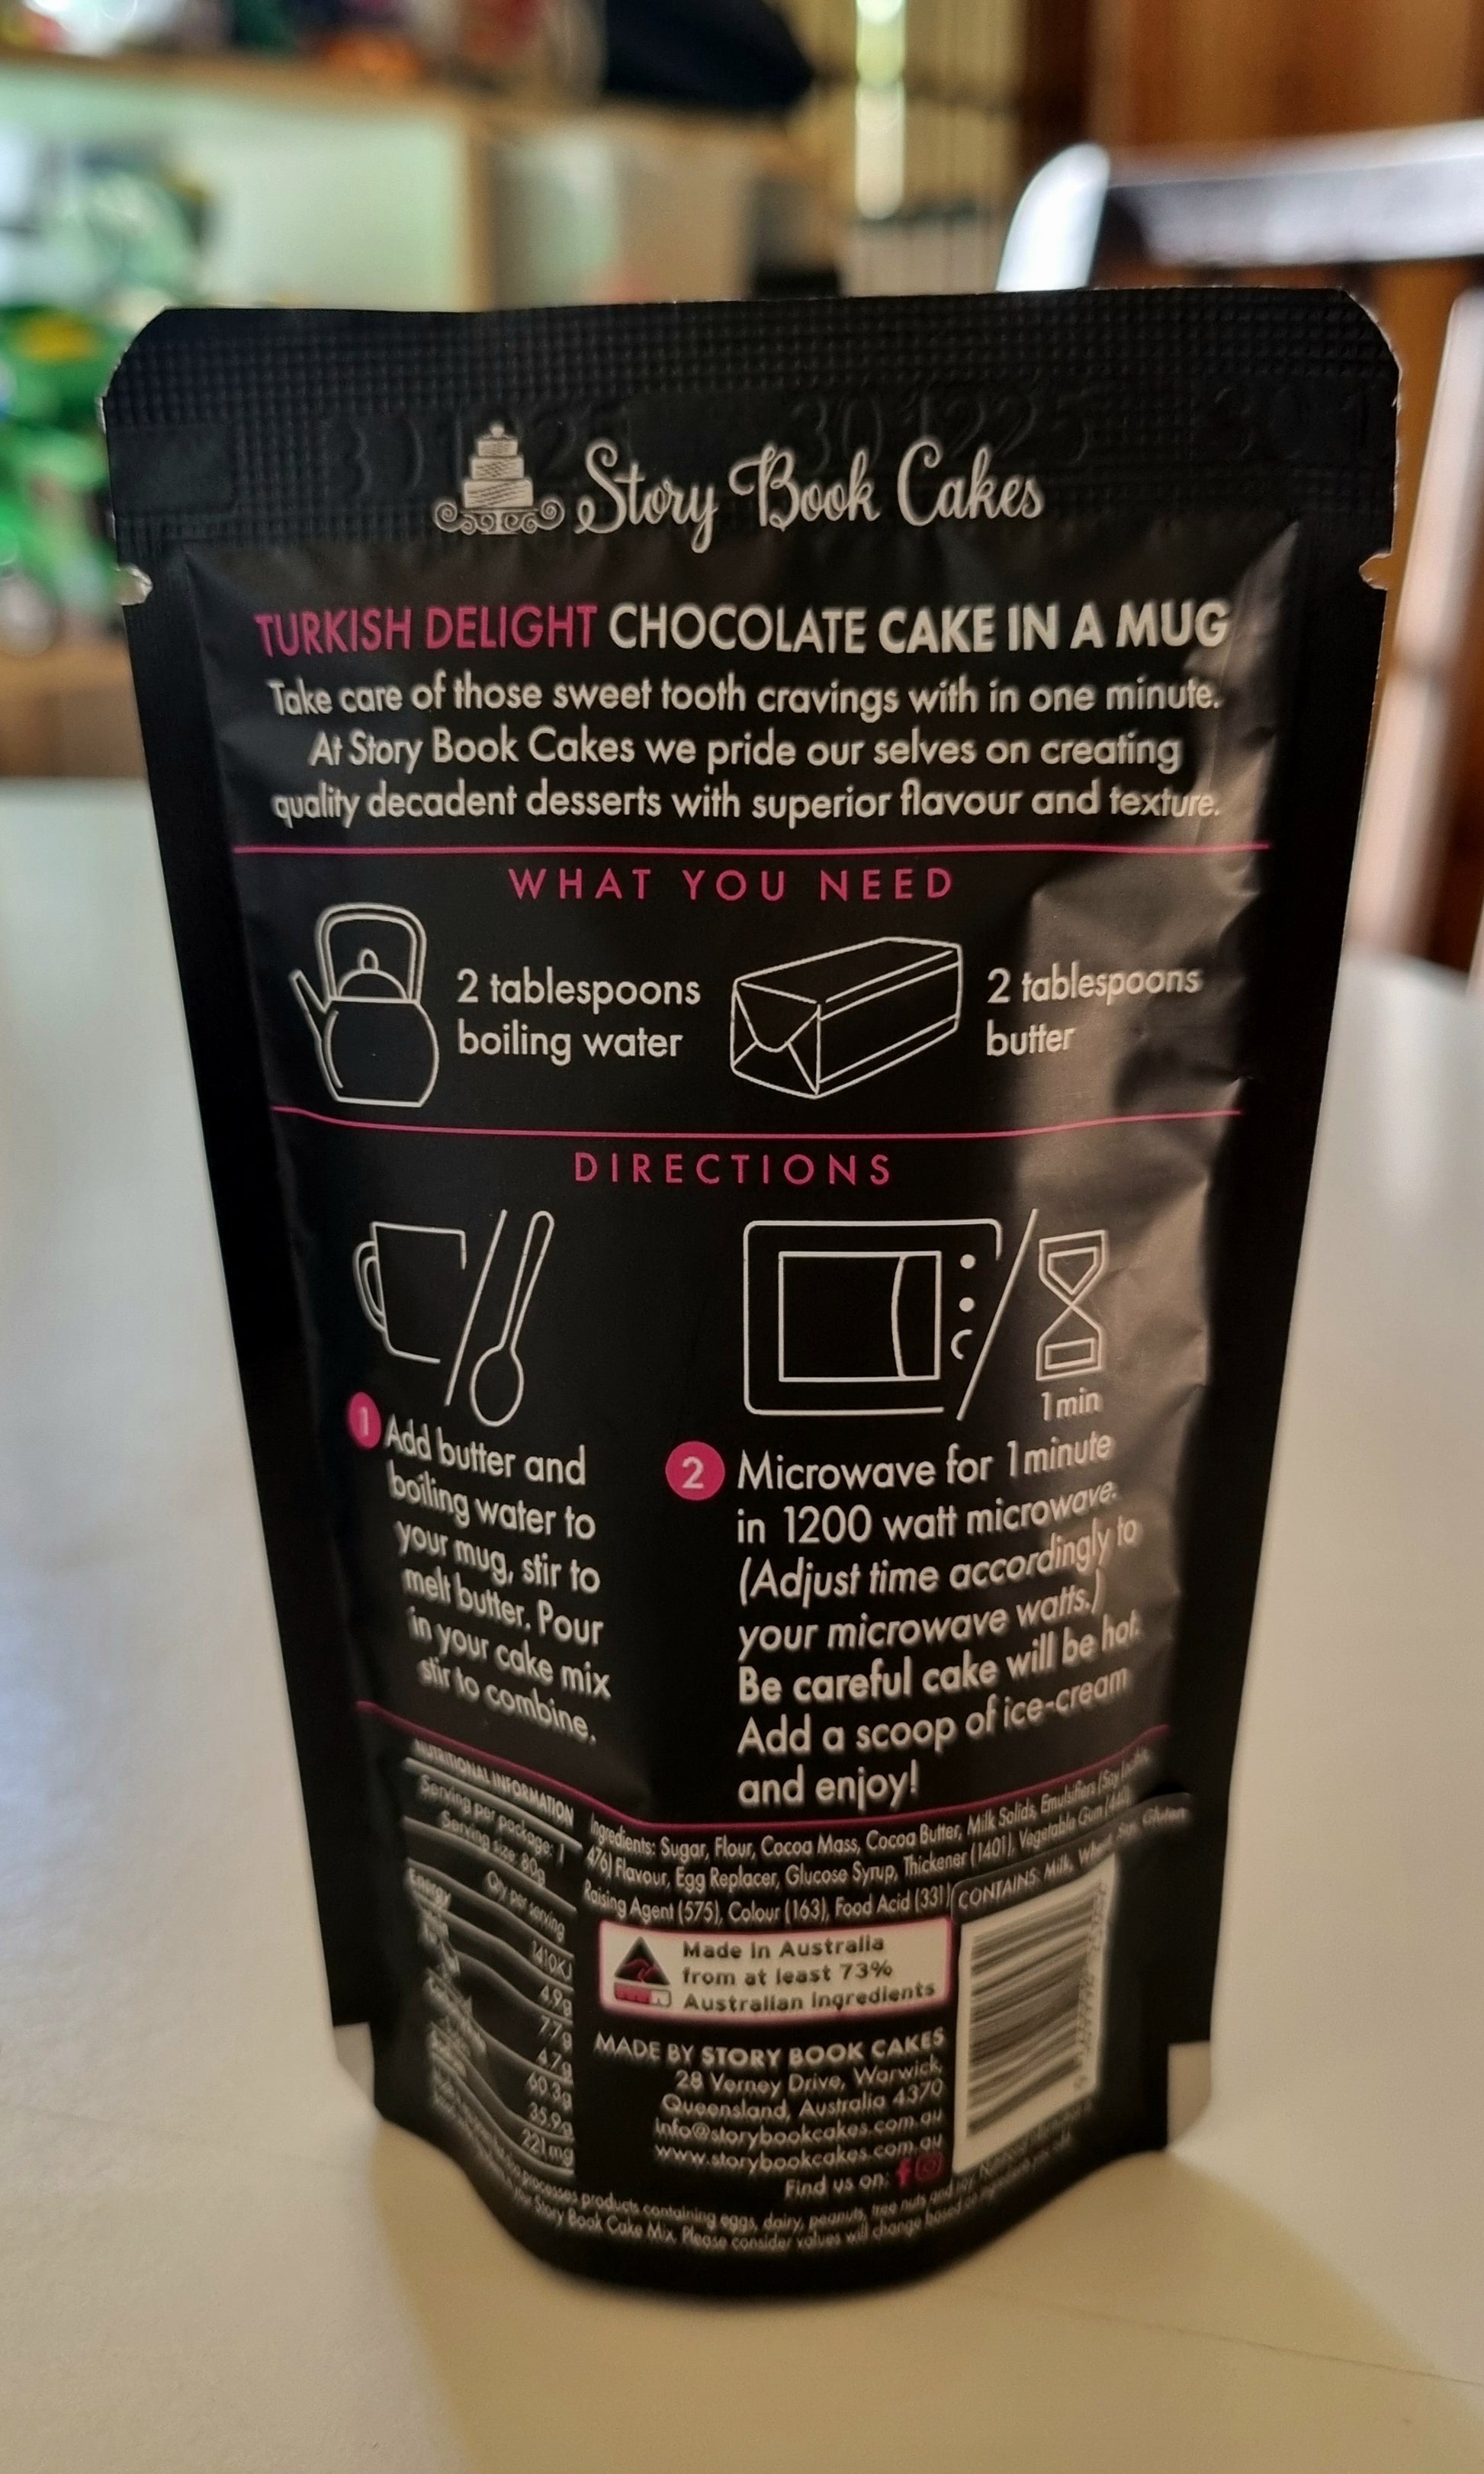 301225
Story Book Cakes
TURKISH DELIGHT CHOCOLATE CAKE IN A MUG
Take care of those sweet tooth cravings with in one minute.
At Story Book Cakes we pride our selves on creating
quality decadent desserts with superior flavour and texture.
WHAT YOU NEED
2 tablespoons
boiling water
2 tablespoons
butter
DIRECTIONS
1 Add butter and
boiling water to
your mug, stir to
melt butter. Pour
in your cake mix
stir to combine.
1 min
2 Microwave for 1 minute
in 1200 watt microwave.
(Adjust time accordingly to
your microwave watts.)
Be careful cake will be hot.
Add a scoop of ice-cream
and enjoy!
NUTRITIONAL INFORMATION
Serving per package: 1
Serving size: 80g
Qty per serving
Energy 1410KJ
4.9g
7.7g
4.7g
60.3g
35.9g
221mg
Ingredients: Sugar, Flour, Cocoa Mass, Cocoa Butter, Milk Solids, Emulsifiers (Soy
476) Flavour, Egg Replacer, Glucose Syrup, Thickener (1401), Vegetable Gum
Raising Agent (575), Colour (163), Food Acid (331)
CONTAINS: Milk, Gluten
Made in Australia
from at least 73%
Australian ingredients
MADE BY STORY BOOK CAKES
28 Verney Drive, Warwick,
Queensland, Australia 4370
info@storybookcakes.com.au
www.storybookcakes.com.au
Find us on:
processes products containing eggs, dairy, peanuts, tree nuts and soy.
Story Book Cake Mix. Please consider values will change based on